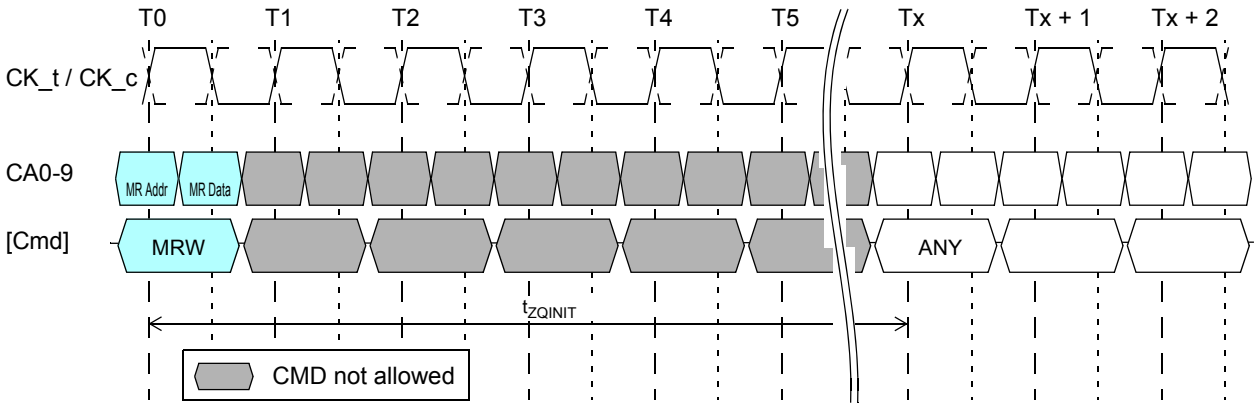 T0 T1 T2 T3 T4 T5 Tx Tx + 1 Tx + 2
CK_t / CK_c
CA0-9 MR Addr MR Data
[Cmd] MRW ANY
tZQINIT
CMD not allowed